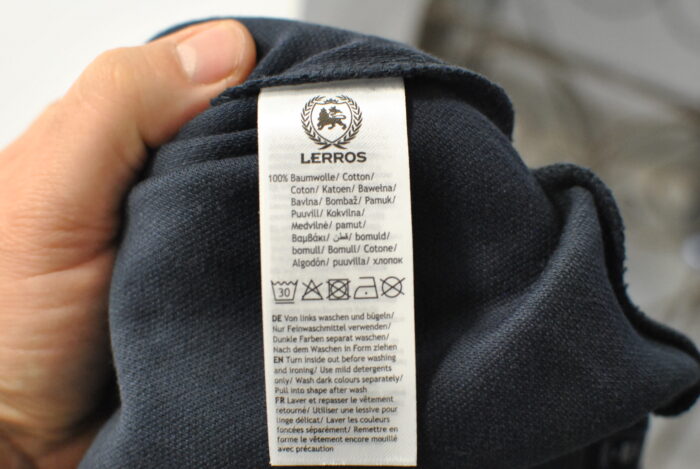 LERROS
100% Baumwolle/ Cotton/
Coton/ Katoen/ Bawełna/
Bavlna/ Bombaž/ Pamuk/
Puuvill/ Kokvilna/
Medvilnė/ pamut/
Βαμβάκι/ قطن/ bomuld/
bomull/ Bomull/ Cotone/
Algodón/ puuvilla/ хлопок
30
DE Von links waschen und bügeln/
Nur Feinwaschmittel verwenden/
Dunkle Farben separat waschen/
Nach dem Waschen in Form ziehen
EN Turn inside out before washing
and ironing/ Use mild detergents
only/ Wash dark colours separately/
Pull into shape after wash
FR Laver et repasser le vêtement
retourné/ Utiliser une lessive pour
linge délicat/ Laver les couleurs
foncées séparément/ Remettre en
forme le vêtement encore mouillé
avec précaution